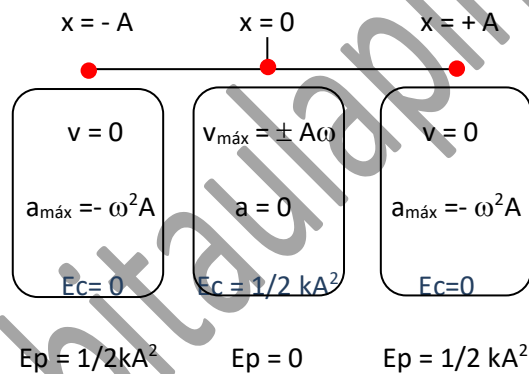 x = - A x = 0 x = + A
v = 0 vmáx = ± Aω v = 0
amáx =- ω²A a = 0 amáx =- ω²A
Ec= 0 Ec = 1/2 kA² Ec=0
Ep = 1/2kA² Ep = 0 Ep = 1/2 kA²